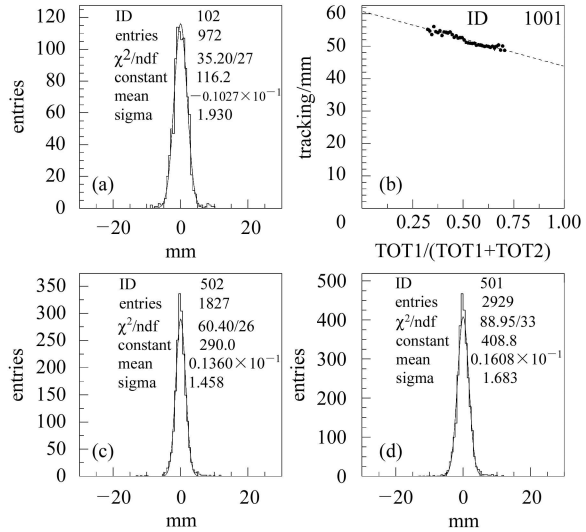 ID 102
entries 972
χ²/ndf 35.20/27
constant 116.2
mean −0.1027×10⁻¹
sigma 1.930
120
100
80
60
40
20
0
entries
(a)
−20 0 20
mm
ID 1001
60
50
40
30
20
10
0
tracking/mm
(b)
0.25 0.50 0.75 1.00
TOT1/(TOT1+TOT2)
ID 502
entries 1827
χ²/ndf 60.40/26
constant 290.0
mean 0.1360×10⁻¹
sigma 1.458
350
300
250
200
150
100
50
0
entries
(c)
−20 0 20
mm
ID 501
entries 2929
χ²/ndf 88.95/33
constant 408.8
mean 0.1608×10⁻¹
sigma 1.683
500
400
300
200
100
0
entries
(d)
−20 0 20
mm